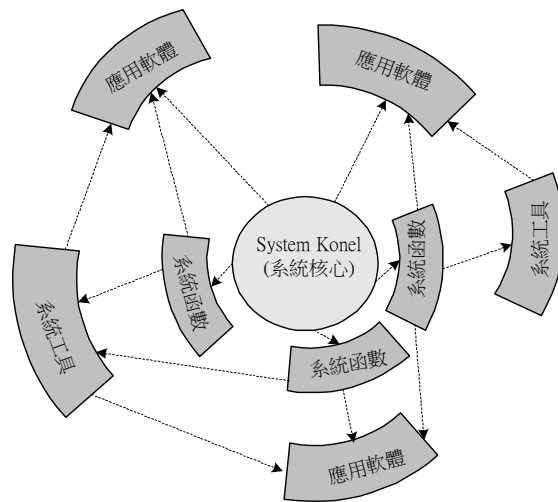 應用軟體
應用軟體
系統工具
System Konel
(系統核心)
系統函數
系統函數
系統工具
系統函數
應用軟體